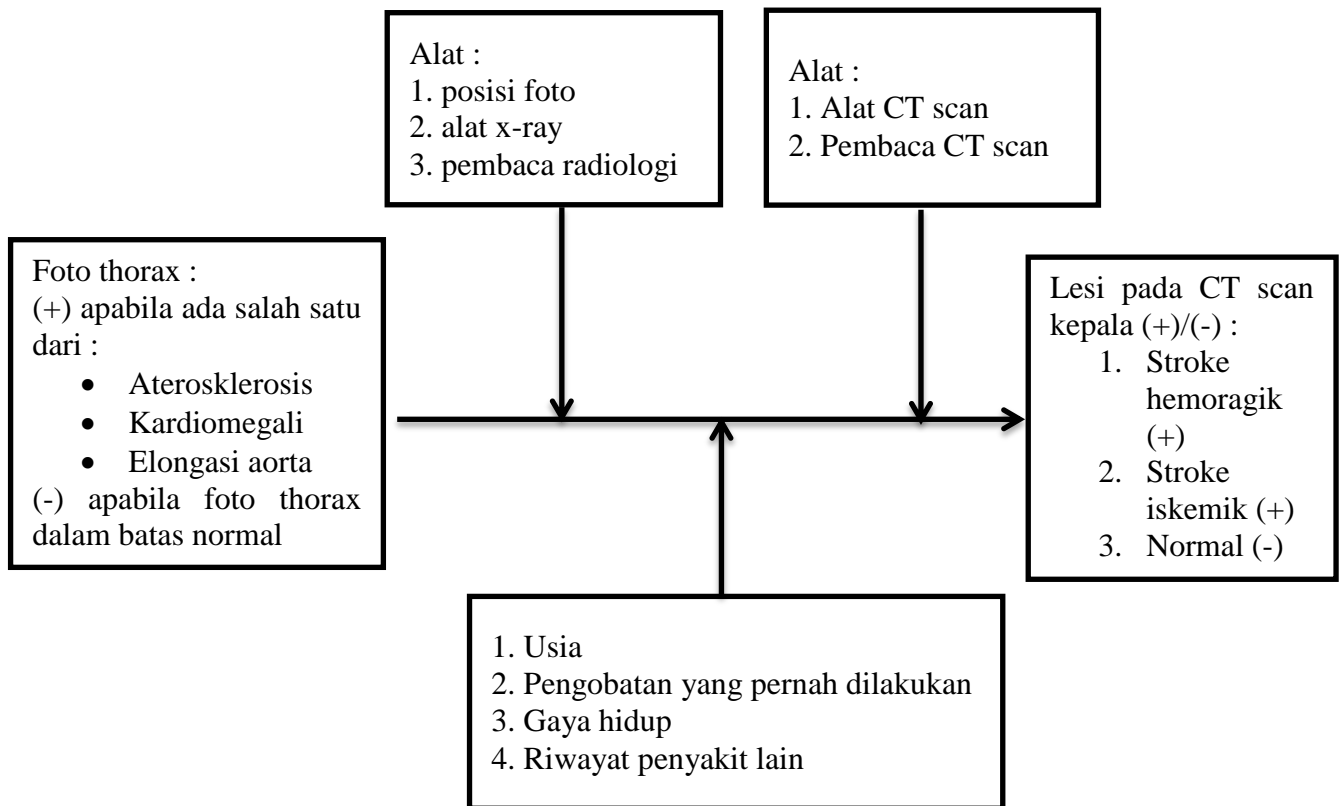 Alat :
1. posisi foto
2. alat x-ray
3. pembaca radiologi
Alat :
1. Alat CT scan
2. Pembaca CT scan
Foto thorax :
(+) apabila ada salah satu
dari :
• Aterosklerosis
• Kardiomegali
• Elongasi aorta
(-) apabila foto thorax
dalam batas normal
Lesi pada CT scan
kepala (+)/(-) :
1. Stroke
hemoragik
(+)
2. Stroke
iskemik (+)
3. Normal (-)
1. Usia
2. Pengobatan yang pernah dilakukan
3. Gaya hidup
4. Riwayat penyakit lain